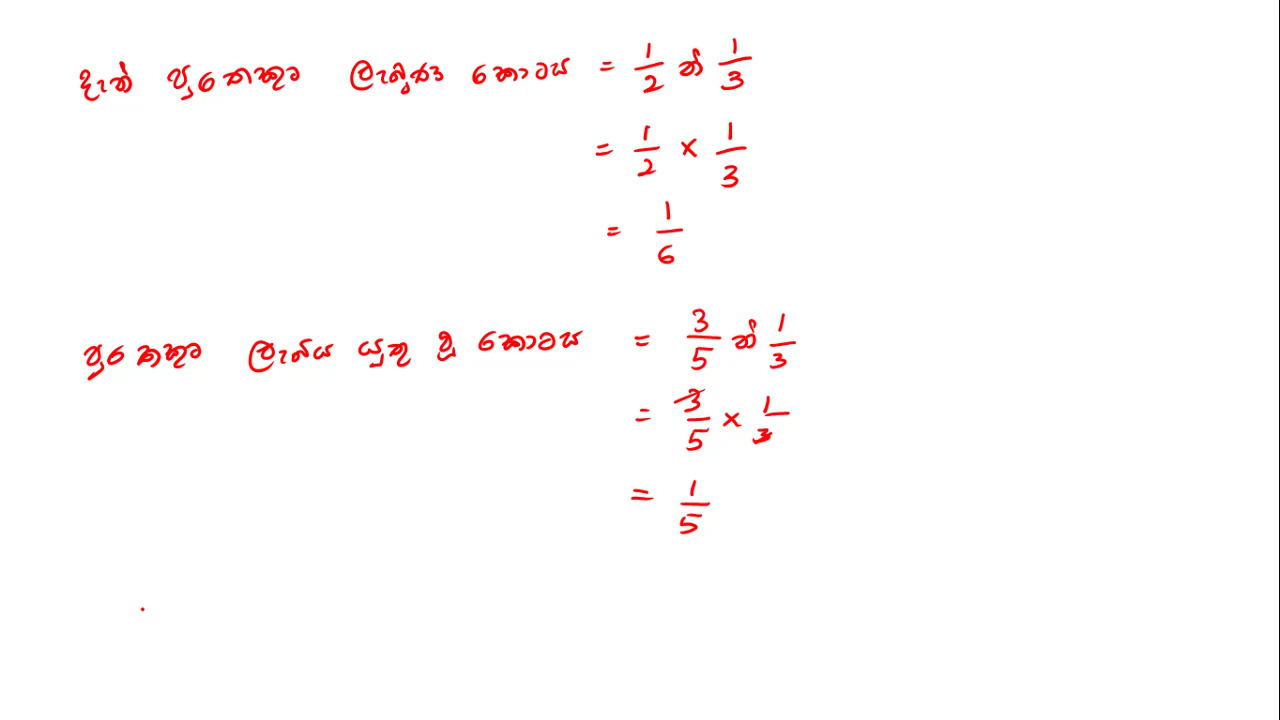 දැන් පුතෙකුට ලැබුණ කොටස = 1/2 න් 1/3
= 1/2 × 1/3
= 1/6
පුතෙකුට ලැබිය යුතු වූ කොටස = 3/5 න් 1/3
= 3/5 × 1/3
= 1/5